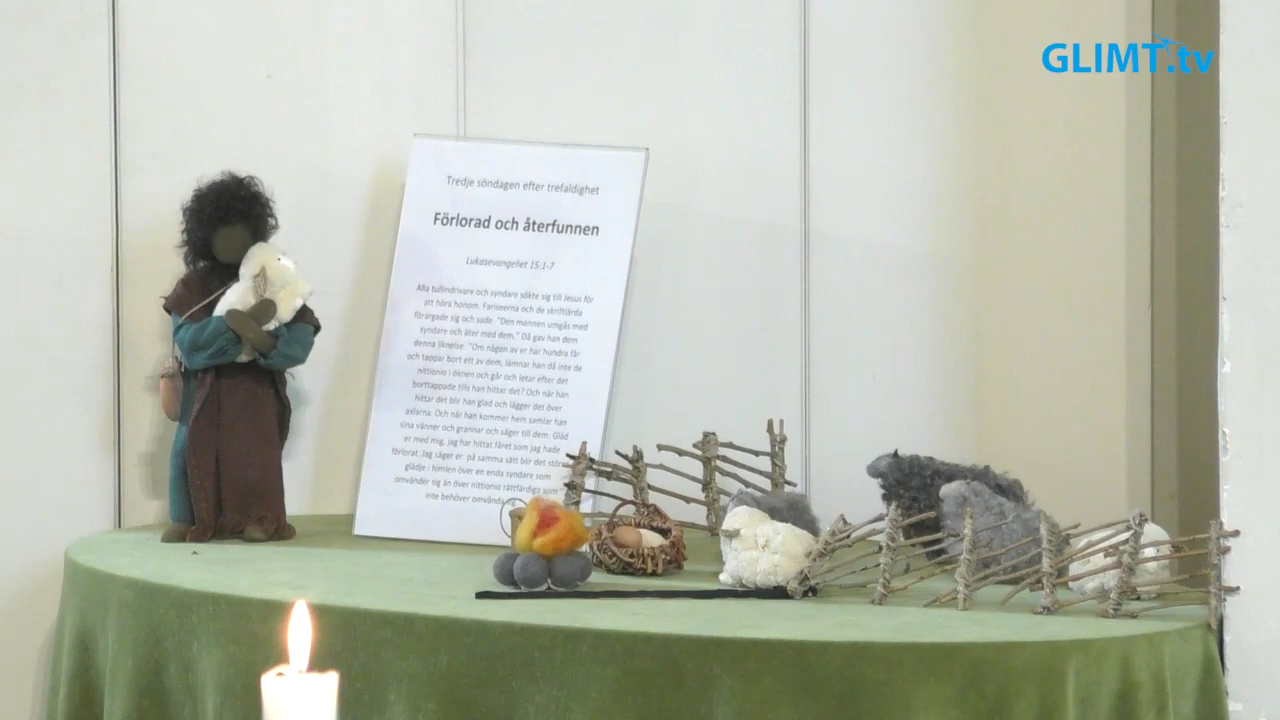 GLIMT.tv
Tredje söndagen efter trefaldighet
Förlorad och återfunnen
Lukasevangeliet 15:1-7
Alla tullindrivare och syndare sökte sig till Jesus för
att höra honom. Fariseerna och de skriftlärda
förargade sig och sade: "Den mannen umgås med
syndare och äter med dem." Då gav han dem
denna liknelse: "Om någon av er har hundra får
och tappar bort ett av dem, lämnar han då inte de
nittionio i öknen och går och letar efter det
borttappade tills han hittar det? Och när han
hittar det blir han glad och lägger det över
axlarna. Och när han kommer hem samlar han
sina vänner och grannar och säger till dem: Gläd
er med mig, jag har hittat fåret som jag hade
förlorat. Jag säger er: på samma sätt blir det större
glädje i himlen över en enda syndare som
omvänder sig än över nittionio rättfärdiga som
inte behöver omvända